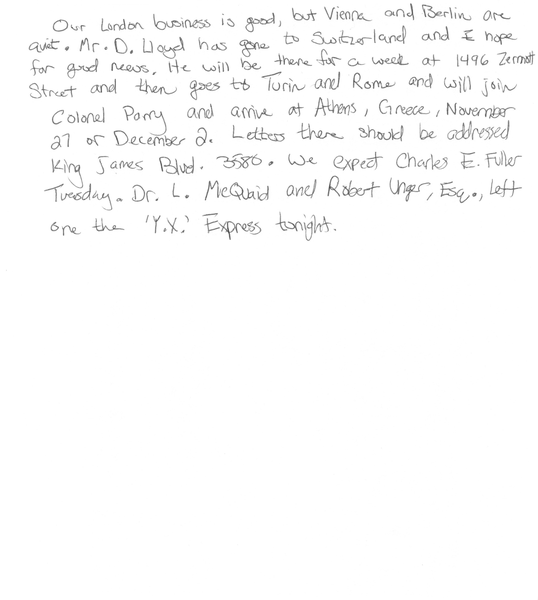 Our London business is good, but Vienna and Berlin are
quit. Mr. D. Lloyd has gone to Switzerland and I hope
for good news. He will be there for a week at 1496 Zermott
Street and then goes to Turin and Rome and will join
Colonel Parry and arrive at Athens, Greece, November
27 or December 2. Letters there should be addressed
King James Blvd. 3580. We expect Charles E. Fuller
Tuesday. Dr. L. McQuaid and Robert Unger, Esq., Left
one the 'Y.X.' Express tonight.